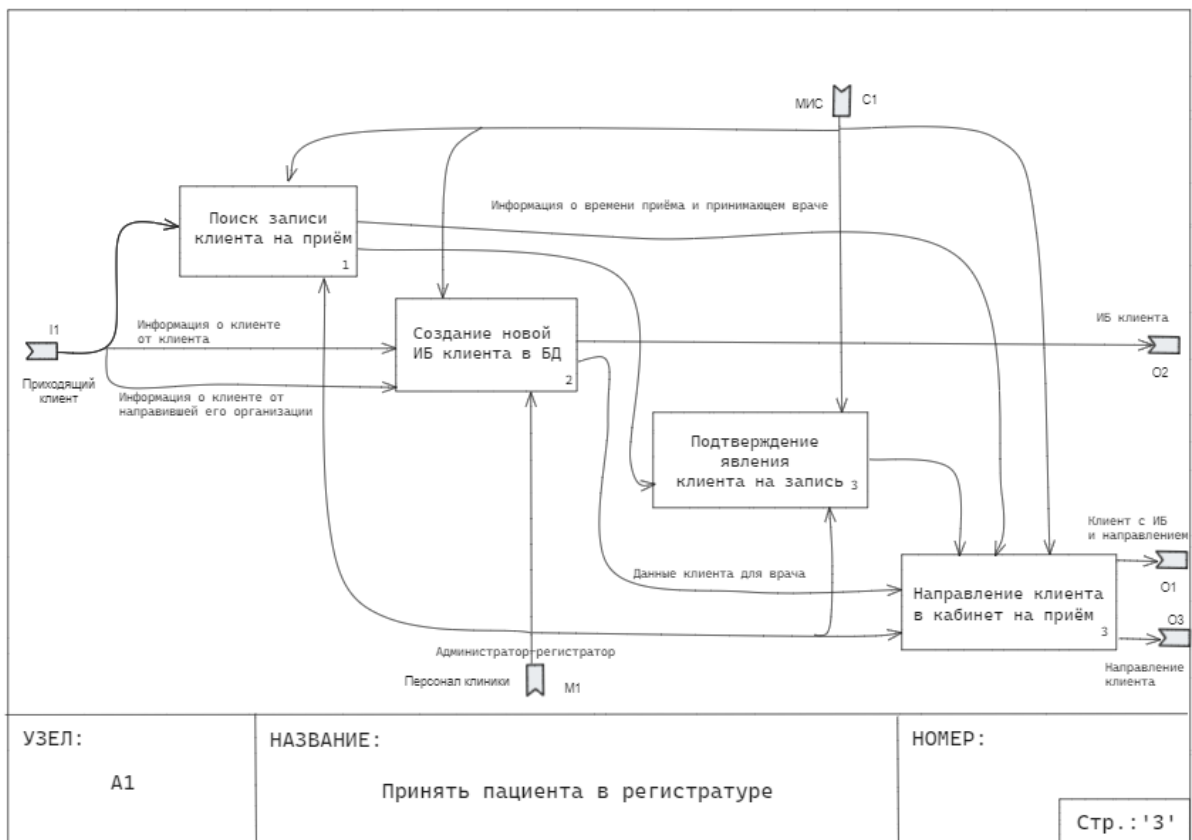 МИС
C1
Поиск записи
клиента на приём
1
Информация о времени приёма и принимающем враче
I1
Приходящий
клиент
Информация о клиенте
от клиента
Информация о клиенте от
направившей его организации
Создание новой
ИБ клиента в БД
2
ИБ клиента
O2
Подтверждение
явления
клиента на запись
3
Данные клиента для врача
Клиент с ИБ
и направлением
O1
Направление клиента
в кабинет на приём
3
O3
Направление
клиента
Администратор-регистратор
Персонал клиники
M1
УЗЕЛ:
A1
НАЗВАНИЕ:
Принять пациента в регистратуре
НОМЕР:
Стр.:'3'